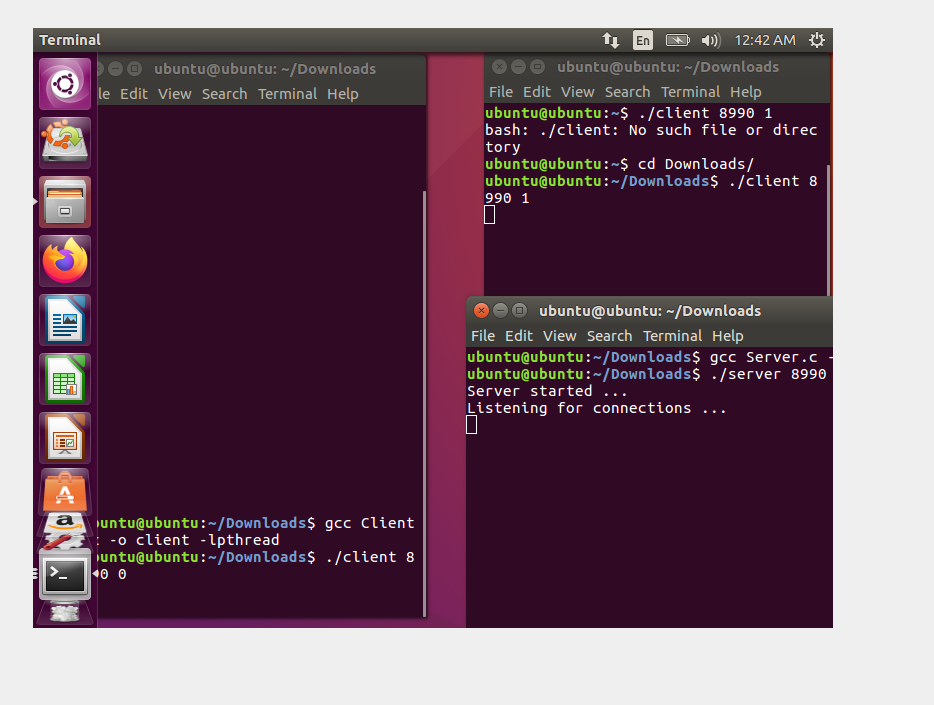 Terminal
En
12:42 AM
ubuntu@ubuntu: ~/Downloads
le Edit View Search Terminal Help
untu@ubuntu:~/Downloads$ gcc Client
-o client -lpthread
untu@ubuntu:~/Downloads$ ./client 8
0 0
ubuntu@ubuntu: ~/Downloads
File Edit View Search Terminal Help
ubuntu@ubuntu:~$ ./client 8990 1
bash: ./client: No such file or direc
tory
ubuntu@ubuntu:~$ cd Downloads/
ubuntu@ubuntu:~/Downloads$ ./client 8
990 1
ubuntu@ubuntu: ~/Downloads
File Edit View Search Terminal Help
ubuntu@ubuntu:~/Downloads$ gcc Server.c -
ubuntu@ubuntu:~/Downloads$ ./server 8990
Server started ...
Listening for connections ...